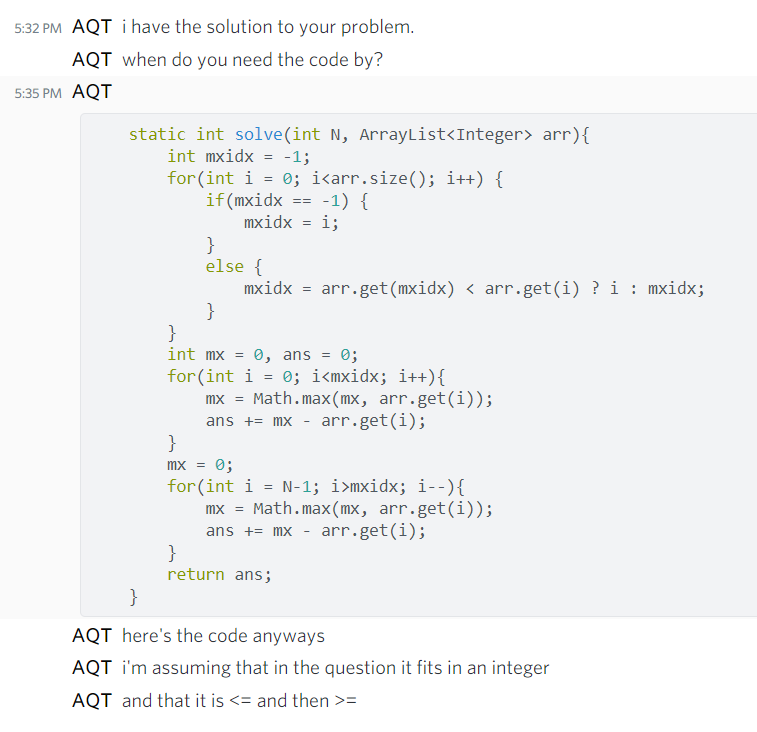 5:32 PM AQT i have the solution to your problem.
AQT when do you need the code by?
5:35 PM AQT
static int solve(int N, ArrayList<Integer> arr){
int mxidx = -1;
for(int i = 0; i<arr.size(); i++) {
if(mxidx == -1) {
mxidx = i;
}
else {
mxidx = arr.get(mxidx) < arr.get(i) ? i : mxidx;
}
}
int mx = 0, ans = 0;
for(int i = 0; i<mxidx; i++){
mx = Math.max(mx, arr.get(i));
ans += mx - arr.get(i);
}
mx = 0;
for(int i = N-1; i>mxidx; i--){
mx = Math.max(mx, arr.get(i));
ans += mx - arr.get(i);
}
return ans;
}
AQT here's the code anyways
AQT i'm assuming that in the question it fits in an integer
AQT and that it is <= and then >=